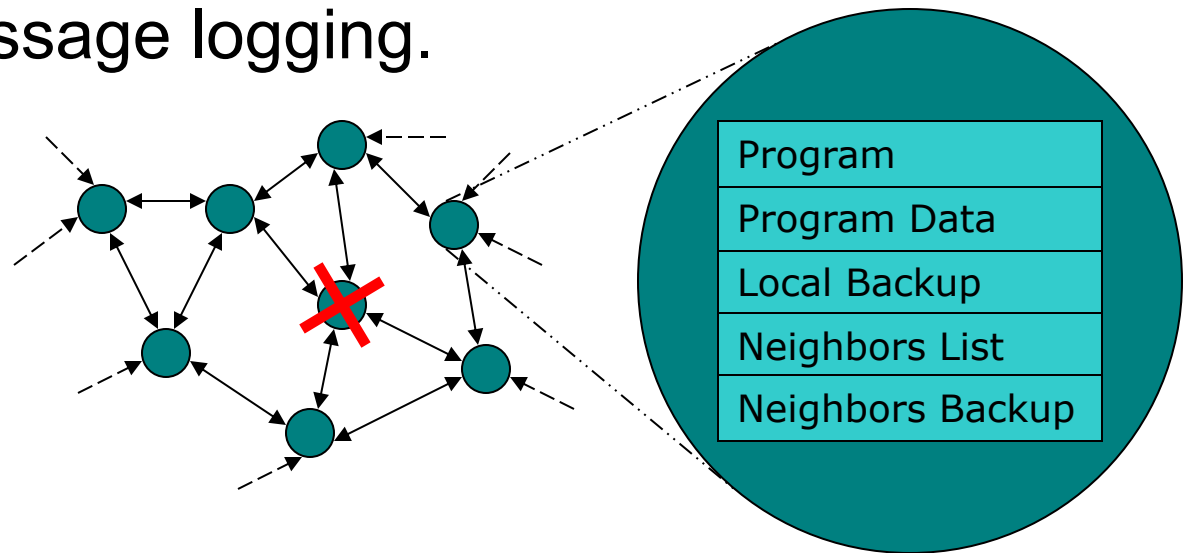 ssage logging.
Program
Program Data
Local Backup
Neighbors List
Neighbors Backup